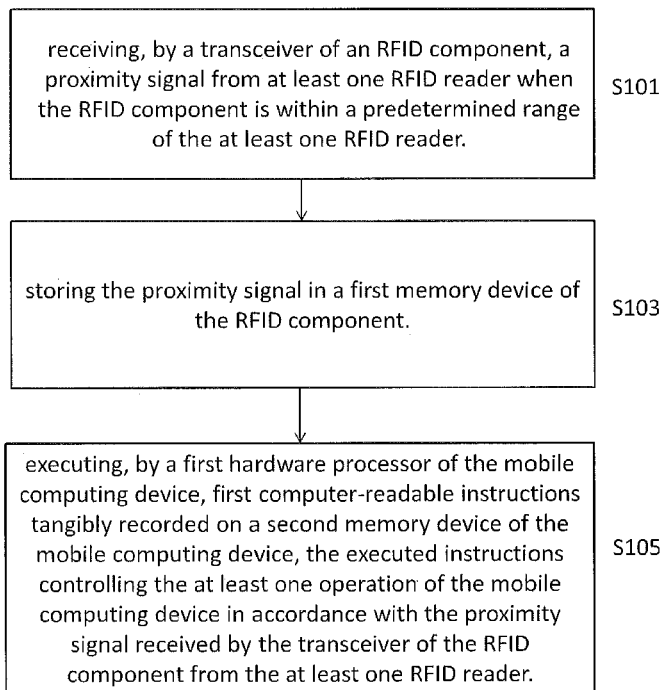 receiving, by a transceiver of an RFID component, a
proximity signal from at least one RFID reader when
the RFID component is within a predetermined range
of the at least one RFID reader.
S101
storing the proximity signal in a first memory device of
the RFID component.
S103
executing, by a first hardware processor of the mobile
computing device, first computer-readable instructions
tangibly recorded on a second memory device of the
mobile computing device, the executed instructions
controlling the at least one operation of the mobile
computing device in accordance with the proximity
signal received by the transceiver of the RFID
component from the at least one RFID reader.
S105